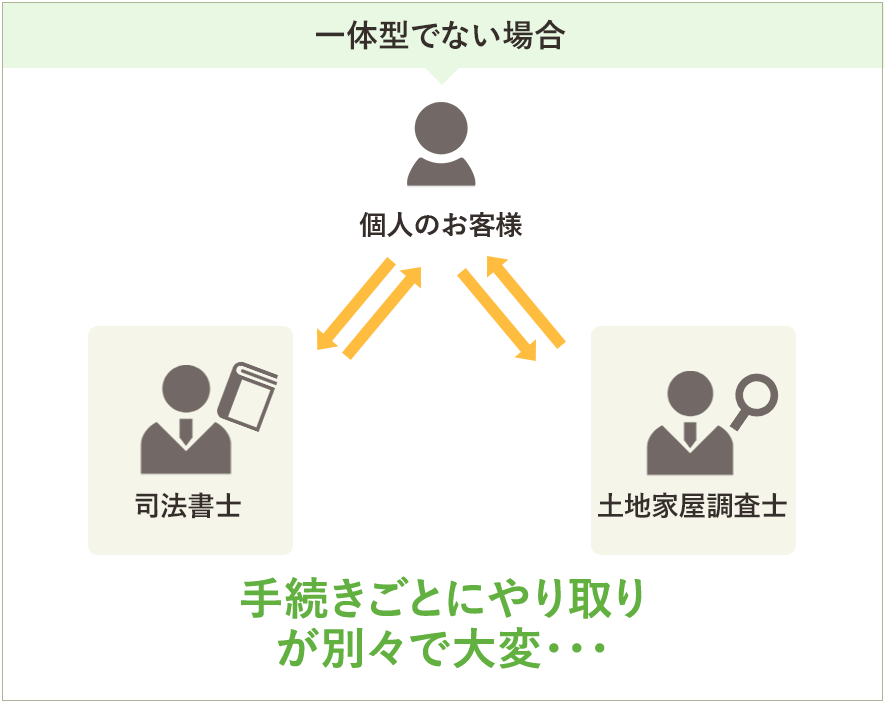 一体型でない場合
個人のお客様
司法書士
土地家屋調査士
手続きごとにやり取り
が別々で大変・・・